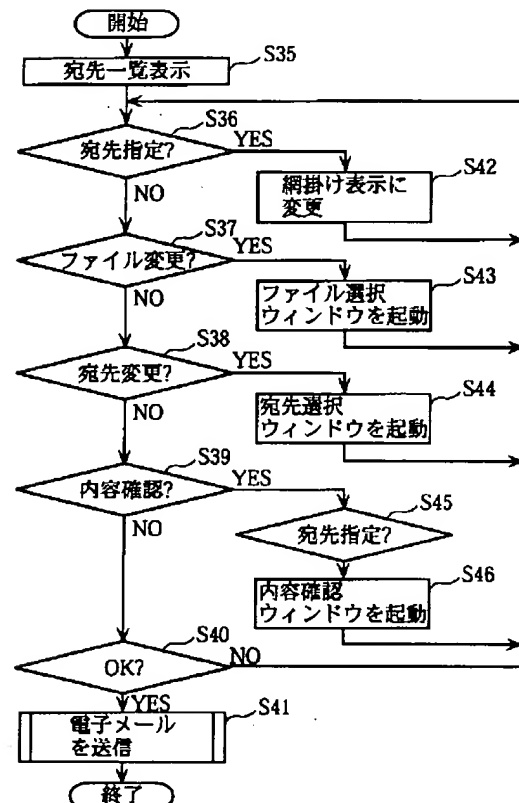 開始
宛先一覧表示
S35
宛先指定?
S36
YES
NO
網掛け表示に
変更
S42
ファイル変更?
S37
YES
NO
ファイル選択
ウィンドウを起動
S43
宛先変更?
S38
YES
NO
宛先選択
ウィンドウを起動
S44
内容確認?
S39
YES
NO
宛先指定?
S45
内容確認
ウィンドウを起動
S46
OK?
S40
NO
YES
電子メール
を送信
S41
終了